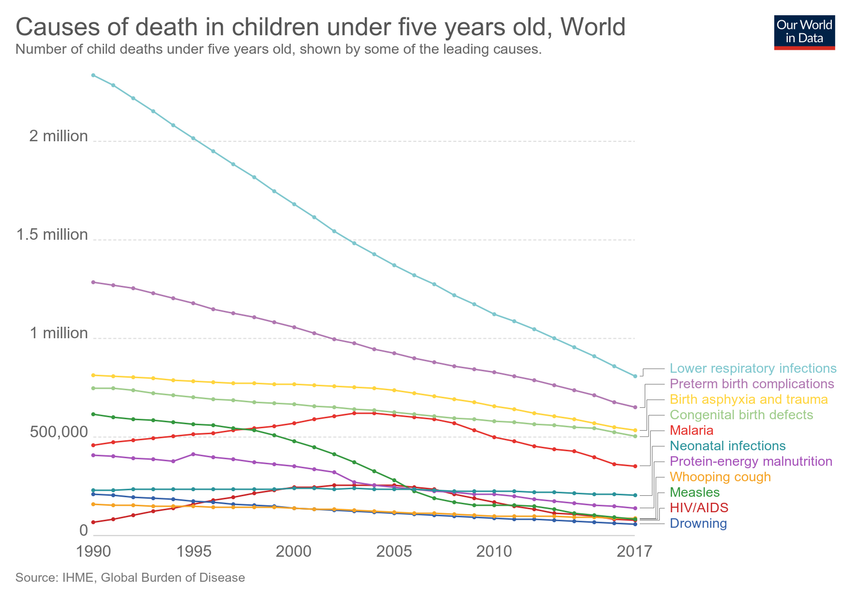 Causes of death in children under five years old, World
Number of child deaths under five years old, shown by some of the leading causes.
Our World
in Data
2 million
1.5 million
1 million
500,000
0
1990
1995
2000
2005
2010
2017
Lower respiratory infections
Preterm birth complications
Birth asphyxia and trauma
Congenital birth defects
Malaria
Neonatal infections
Protein-energy malnutrition
Whooping cough
Measles
HIV/AIDS
Drowning
Source: IHME, Global Burden of Disease